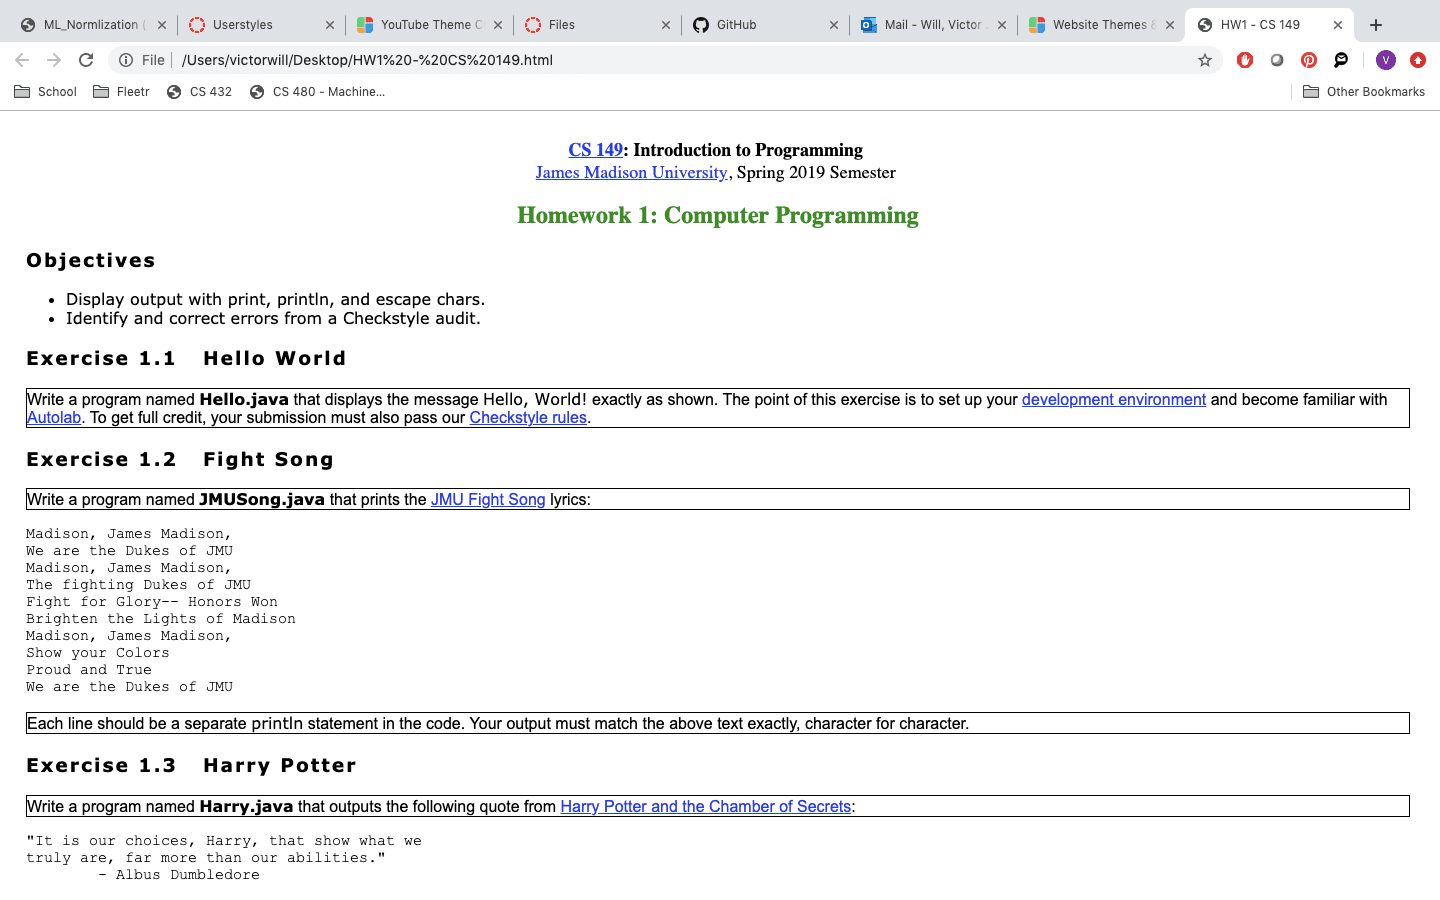 ML_Normlization (
Userstyles
YouTube Theme C
Files
GitHub
Mail - Will, Victor
Website Themes &
HW1 - CS 149
File
/Users/victorwill/Desktop/HW1%20-%20CS%20149.html
V
School
Fleetr
CS 432
CS 480 - Machine...
Other Bookmarks
CS 149: Introduction to Programming
James Madison University, Spring 2019 Semester
Homework 1: Computer Programming
Objectives
• Display output with print, println, and escape chars.
• Identify and correct errors from a Checkstyle audit.
Exercise 1.1 Hello World
Write a program named Hello.java that displays the message Hello, World! exactly as shown. The point of this exercise is to set up your development environment and become familiar with
Autolab. To get full credit, your submission must also pass our Checkstyle rules.
Exercise 1.2 Fight Song
Write a program named JMUSong.java that prints the JMU Fight Song lyrics:
Madison, James Madison,
We are the Dukes of JMU
Madison, James Madison,
The fighting Dukes of JMU
Fight for Glory-- Honors Won
Brighten the Lights of Madison
Madison, James Madison,
Show your Colors
Proud and True
We are the Dukes of JMU
Each line should be a separate println statement in the code. Your output must match the above text exactly, character for character.
Exercise 1.3 Harry Potter
Write a program named Harry.java that outputs the following quote from Harry Potter and the Chamber of Secrets:
"It is our choices, Harry, that show what we
truly are, far more than our abilities."
- Albus Dumbledore